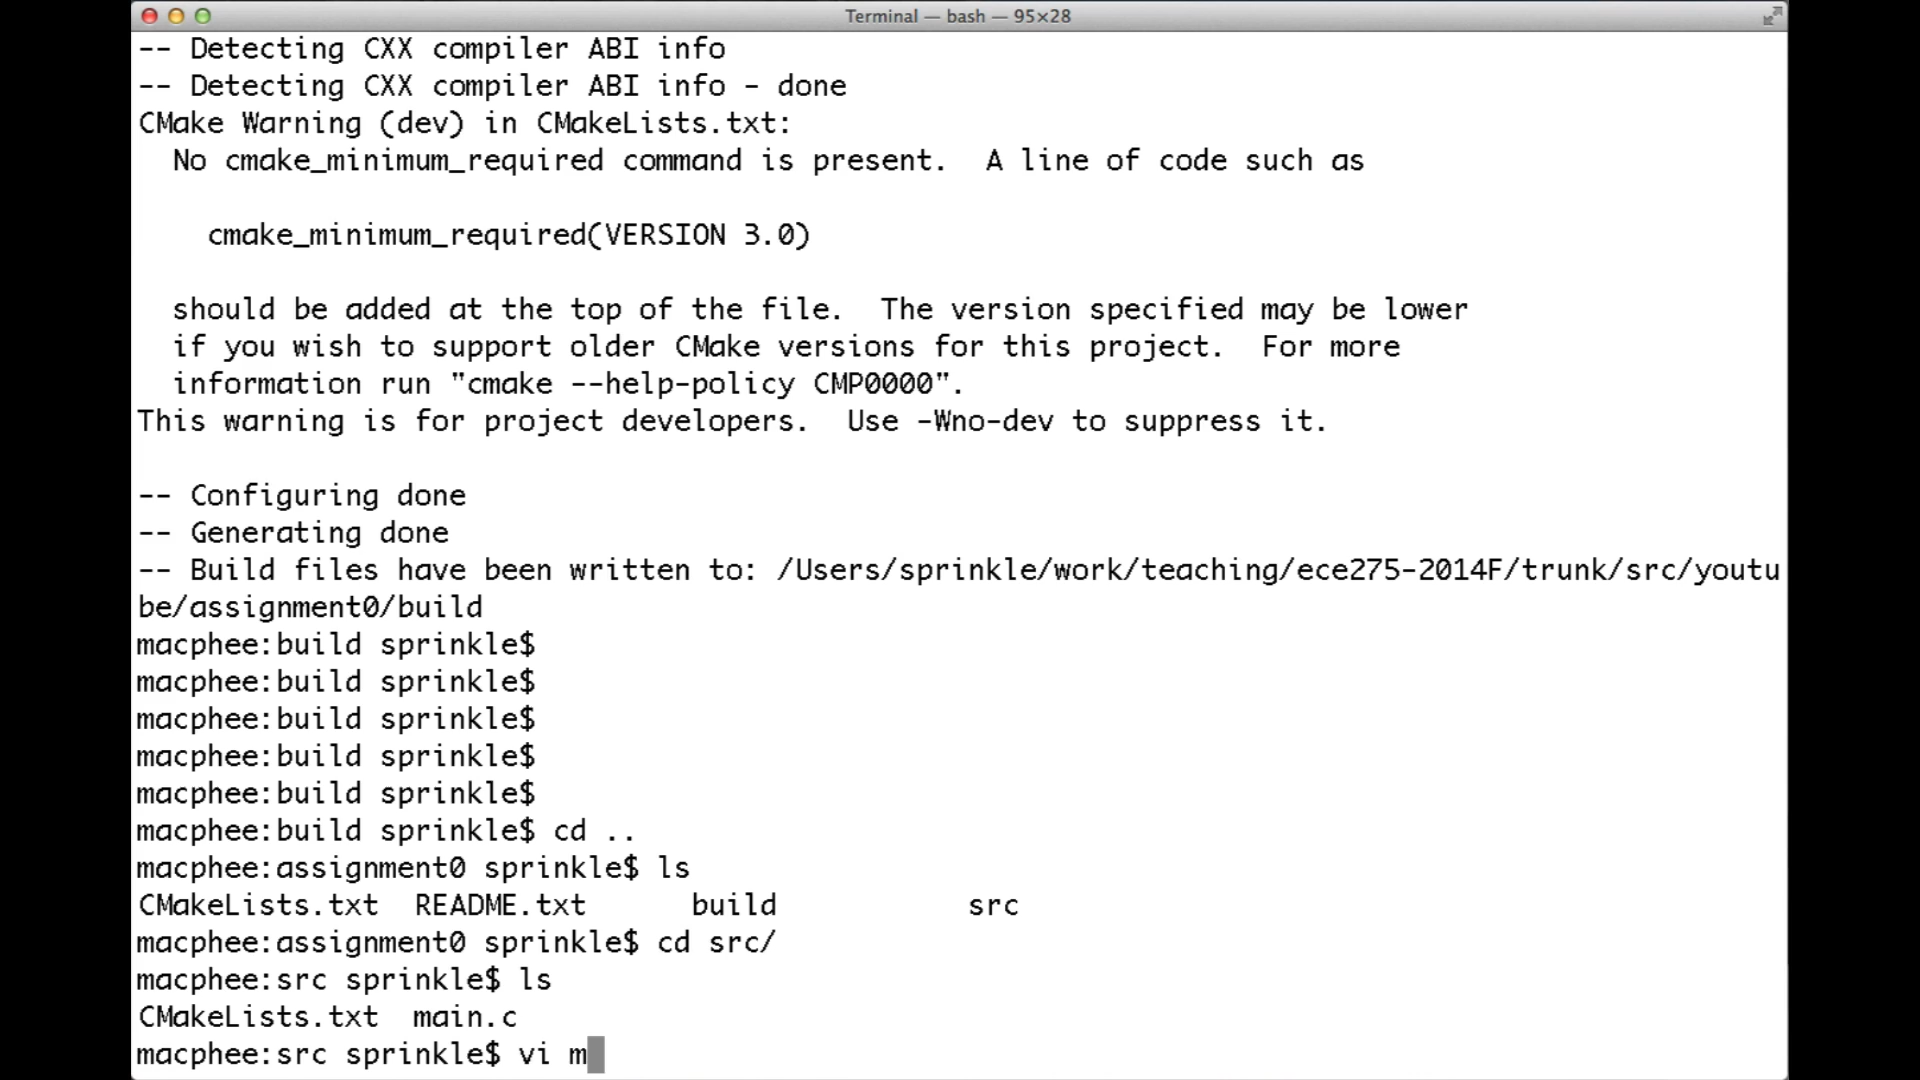 Terminal — bash — 95×28
-- Detecting CXX compiler ABI info
-- Detecting CXX compiler ABI info - done
CMake Warning (dev) in CMakeLists.txt:
  No cmake_minimum_required command is present.  A line of code such as

    cmake_minimum_required(VERSION 3.0)

  should be added at the top of the file.  The version specified may be lower
  if you wish to support older CMake versions for this project.  For more
  information run "cmake --help-policy CMP0000".
This warning is for project developers.  Use -Wno-dev to suppress it.

-- Configuring done
-- Generating done
-- Build files have been written to: /Users/sprinkle/work/teaching/ece275-2014F/trunk/src/youtu
be/assignment0/build
macphee:build sprinkle$
macphee:build sprinkle$
macphee:build sprinkle$
macphee:build sprinkle$
macphee:build sprinkle$
macphee:build sprinkle$ cd ..
macphee:assignment0 sprinkle$ ls
CMakeLists.txt  README.txt      build           src
macphee:assignment0 sprinkle$ cd src/
macphee:src sprinkle$ ls
CMakeLists.txt  main.c
macphee:src sprinkle$ vi m